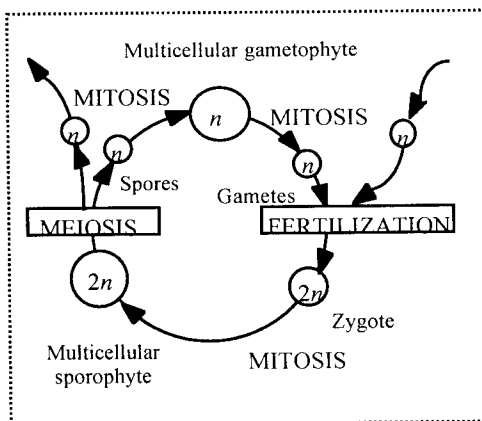 Multicellular gametophyte
MITOSIS
n
MITOSIS
n
n
n
n
Spores
Gametes
MEIOSIS
FERTILIZATION
2n
2n
Zygote
Multicellular
sporophyte
MITOSIS